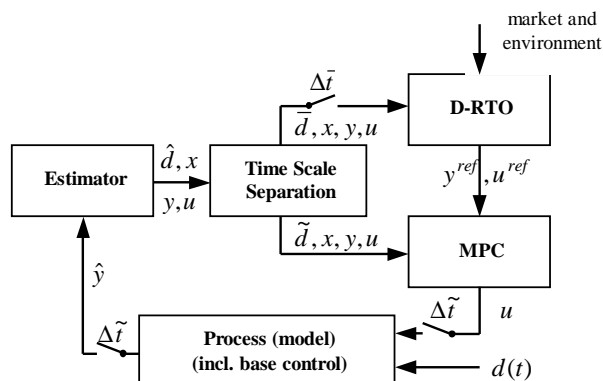 market and
environment
Δt̄
D-RTO
d̄, x, y, u
d̂, x
Estimator
Time Scale
Separation
y,u
y^ref, u^ref
d̃, x, y, u
MPC
ŷ
Δt̃
u
Δt̃
Process (model)
(incl. base control)
d(t)